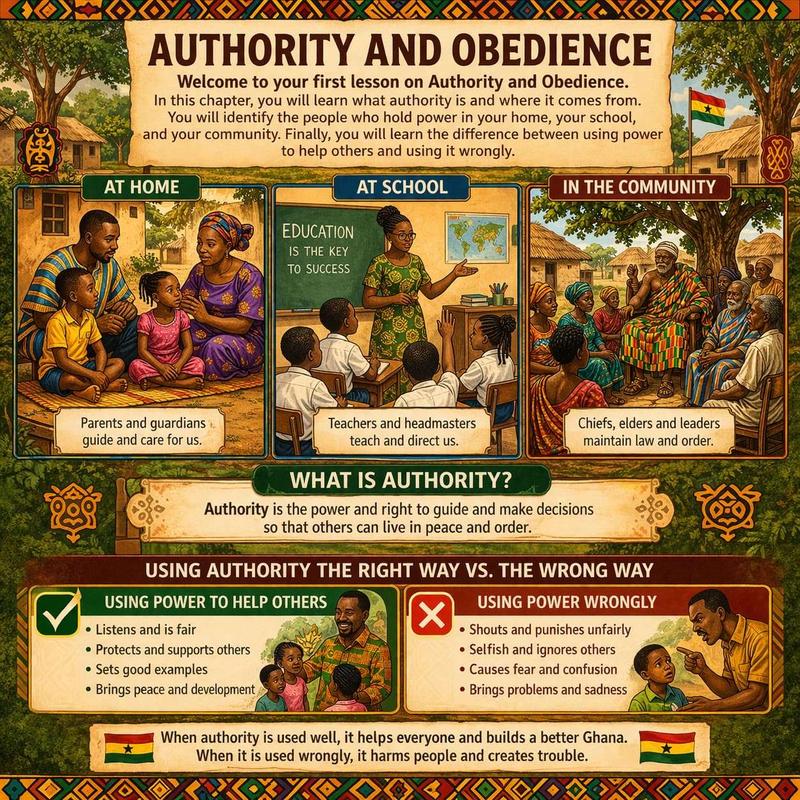 AUTHORITY AND OBEDIENCE
Welcome to your first lesson on Authority and Obedience.
In this chapter, you will learn what authority is and where it comes from.
You will identify the people who hold power in your home, your school,
and your community. Finally, you will learn the difference between using power
to help others and using it wrongly.
AT HOME
Parents and guardians
guide and care for us.
AT SCHOOL
EDUCATION
IS THE KEY
TO SUCCESS
Teachers and headmasters
teach and direct us.
IN THE COMMUNITY
Chiefs, elders and leaders
maintain law and order.
WHAT IS AUTHORITY?
Authority is the power and right to guide and make decisions
so that others can live in peace and order.
USING AUTHORITY THE RIGHT WAY VS. THE WRONG WAY
USING POWER TO HELP OTHERS
• Listens and is fair
• Protects and supports others
• Sets good examples
• Brings peace and development
USING POWER WRONGLY
• Shouts and punishes unfairly
• Selfish and ignores others
• Causes fear and confusion
• Brings problems and sadness
When authority is used well, it helps everyone and builds a better Ghana.
When it is used wrongly, it harms people and creates trouble.